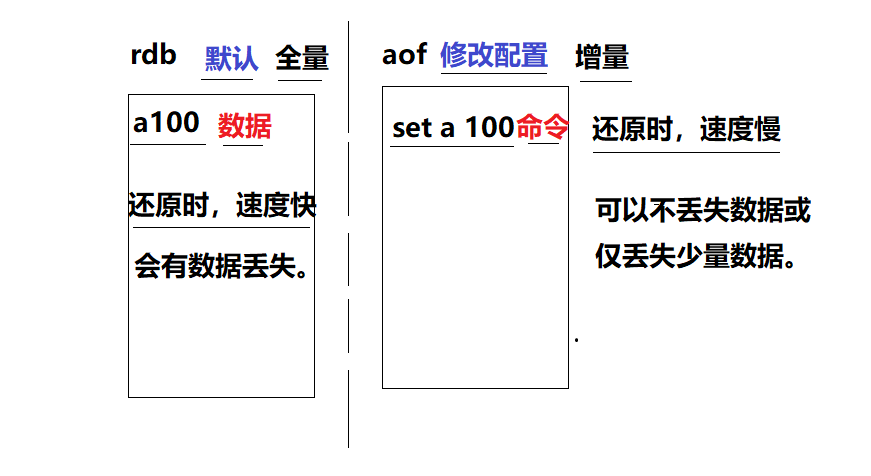 rdb 默认 全量
a100 数据
还原时，速度快
会有数据丢失。
aof 修改配置 增量
set a 100命令
还原时，速度慢
可以不丢失数据或
仅丢失少量数据。